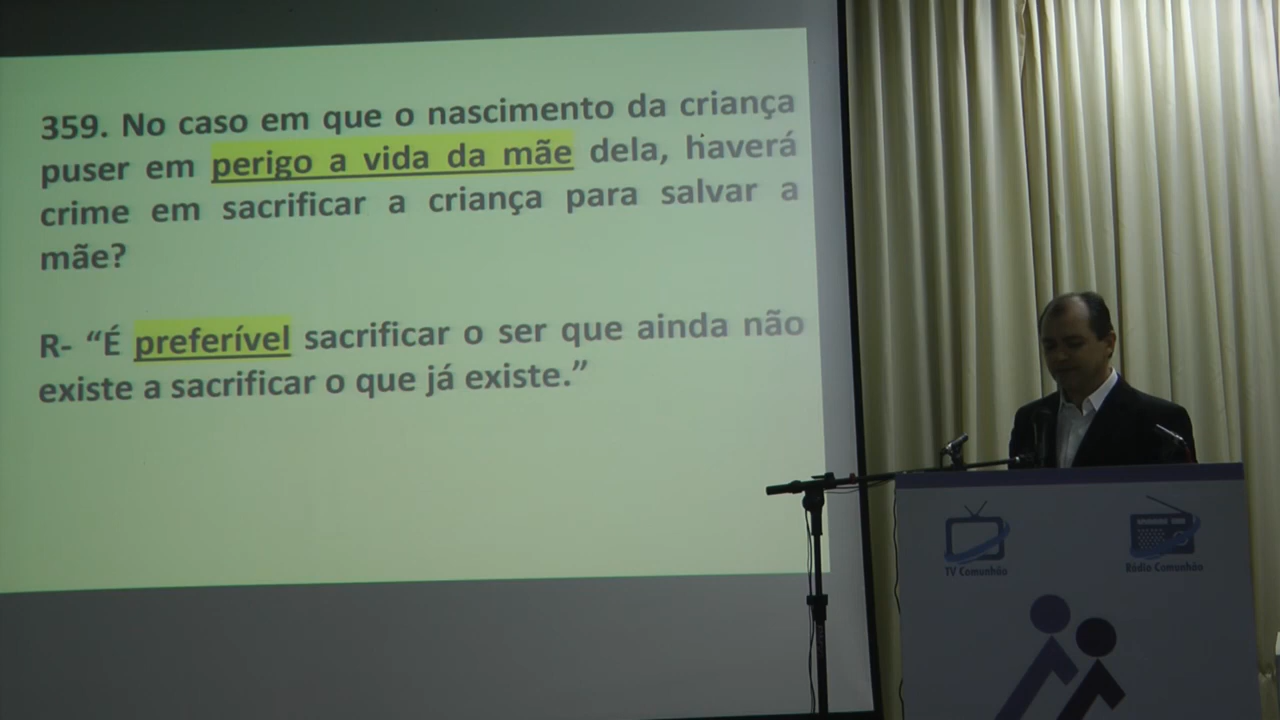 359. No caso em que o nascimento da criança
puser em perigo a vida da mãe dela, haverá
crime em sacrificar a criança para salvar a
mãe?
R- “É preferível sacrificar o ser que ainda não
existe a sacrificar o que já existe.”
TV Comunhão
Rádio Comunhão